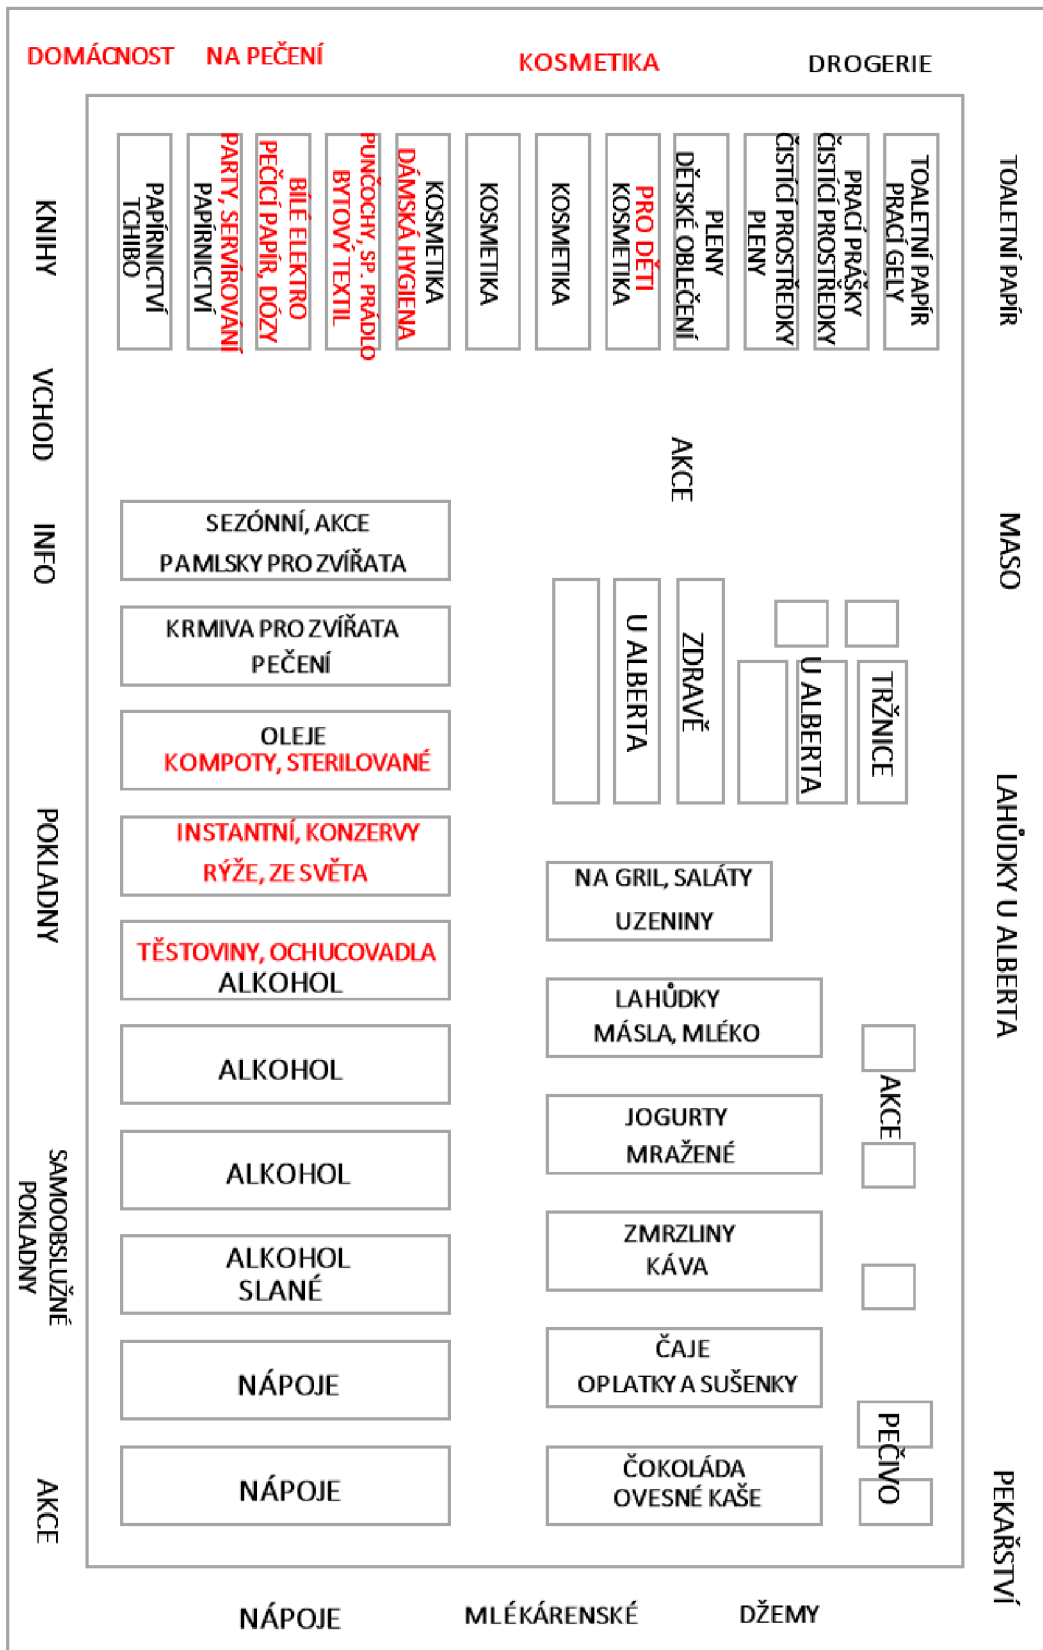 DOMÁCNOST
NA PEČENÍ
KOSMETIKA
DROGERIE
KNIHY
VCHOD
INFO
POKLADNY
SAMOOBSLUŽNÉ
POKLADNY
AKCE
PAPÍRNICTVÍ
TCHIBO
PARTY, SERVÍROVÁNÍ
PAPÍRNICTVÍ
BÍLÉ ELEKTRO
PEČICÍ PAPÍR, DÓZY
PUNČOCHY, SP. PRÁDLO
BYTOVÝ TEXTIL
KOSMETIKA
DÁMSKÁ HYGIENA
KOSMETIKA
KOSMETIKA
PRO DĚTI
KOSMETIKA
PLENY
DĚTSKÉ OBLEČENÍ
ČISTÍCÍ PROSTŘEDKY
PLENY
PRACÍ PRÁŠKY
ČISTÍCÍ PROSTŘEDKY
TOALETNÍ PAPÍR
PRACÍ GELY
TOALETNÍ PAPÍR
AKCE
SEZÓNNÍ, AKCE
PAMLSKY PRO ZVÍŘATA
KRMIVA PRO ZVÍŘATA
PEČENÍ
OLEJE
KOMPOTY, STERILOVANÉ
INSTANTNÍ, KONZERVY
RÝŽE, ZE SVĚTA
TĚSTOVINY, OCHUCOVADLA
ALKOHOL
ALKOHOL
ALKOHOL
ALKOHOL
SLANÉ
NÁPOJE
NÁPOJE
U ALBERTA
ZDRAVĚ
U ALBERTA
TRŽNICE
NA GRIL, SALÁTY
UZENINY
LAHŮDKY
MÁSLA, MLÉKO
JOGURTY
MRAŽENÉ
ZMRZLINY
KÁVA
ČAJE
OPLATKY A SUŠENKY
ČOKOLÁDA
OVESNÉ KAŠE
AKCE
PEČIVO
MASO
LAHŮDKY U ALBERTA
PEKAŘSTVÍ
NÁPOJE
MLÉKÁRENSKÉ
DŽEMY